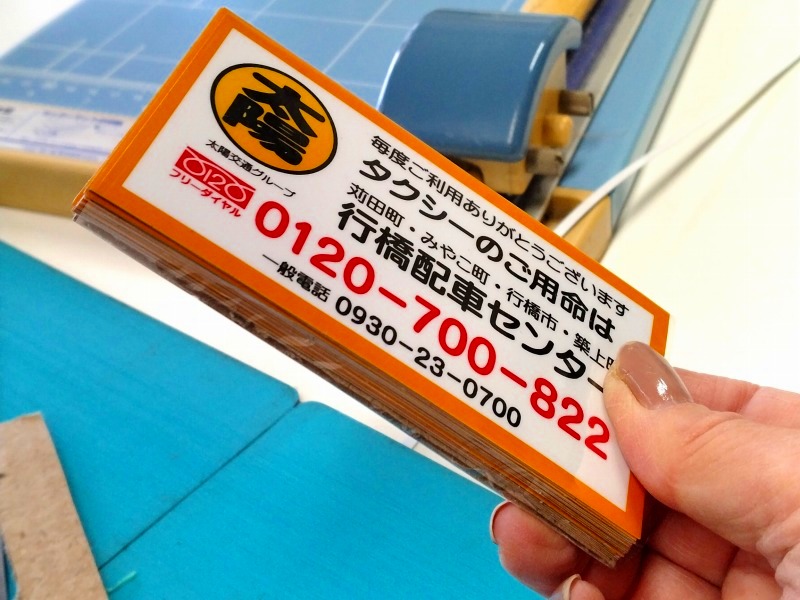 太陽
太陽交通グループ
0120
フリーダイヤル
毎度ご利用ありがとうございます
タクシーのご用命は
苅田町・みやこ町・行橋市・築上町
行橋配車センター
0120-700-822
一般電話 0930-23-0700